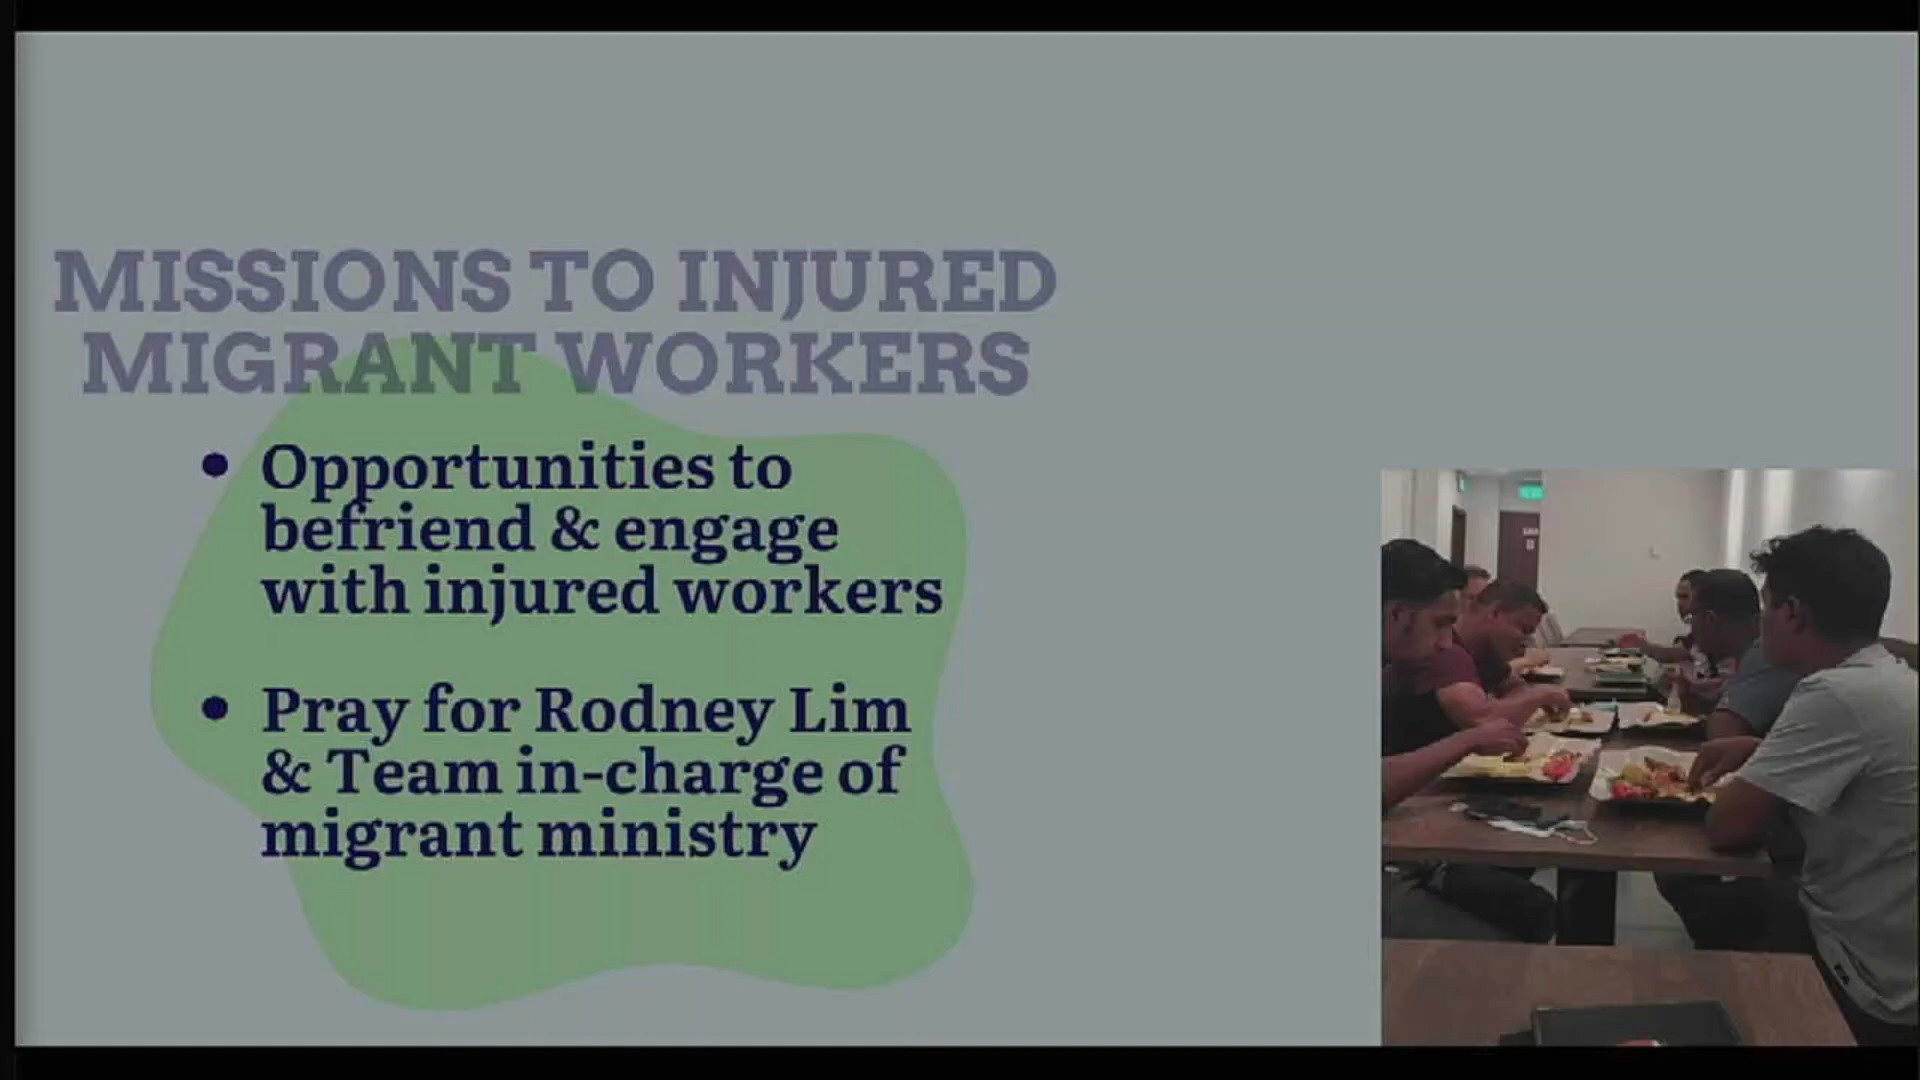 MISSIONS TO INJURED
MIGRANT WORKERS
• Opportunities to
befriend & engage
with injured workers
• Pray for Rodney Lim
& Team in-charge of
migrant ministry